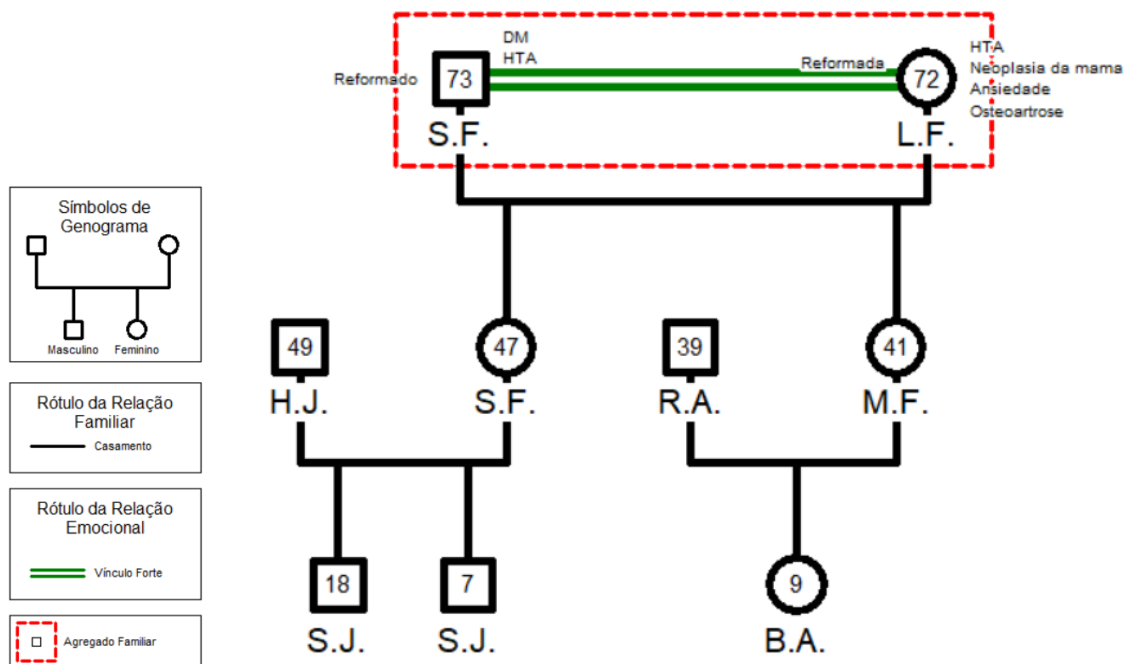 DM
HTA
Reformado
73
S.F.
Reformada
72
L.F.
HTA
Neoplasia da mama
Ansiedade
Osteoartrose
Símbolos de
Genograma
Masculino
Feminino
Rótulo da Relação
Familiar
Casamento
Rótulo da Relação
Emocional
Vínculo Forte
Agregado Familiar
49
H.J.
47
S.F.
39
R.A.
41
M.F.
18
S.J.
7
S.J.
9
B.A.